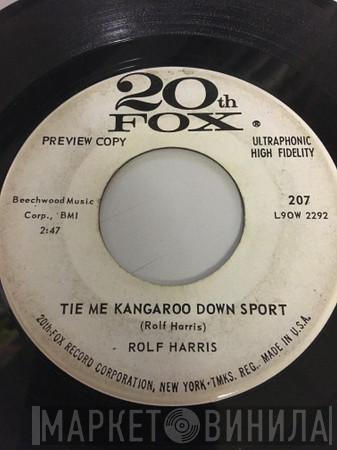 20th
FOX ®
PREVIEW COPY
ULTRAPHONIC
HIGH FIDELITY
Beechwood Music
Corp., BMI
2:47
207
L9OW 2292
TIE ME KANGAROO DOWN SPORT
(Rolf Harris)
ROLF HARRIS
20th-FOX RECORD CORPORATION, NEW YORK • TMKS. REG. MADE IN U.S.A.
МАРКЕТ ВИНИЛА